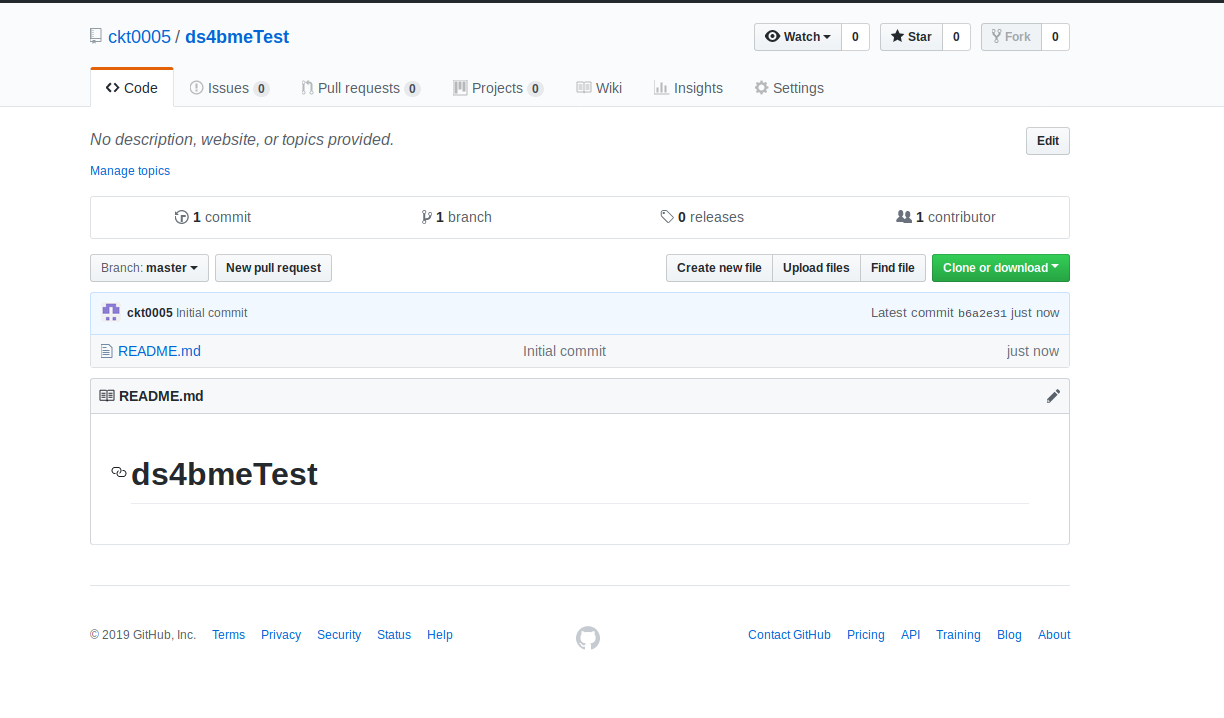 ckt0005 / ds4bmeTest
Watch 0 Star 0 Fork 0
Code Issues 0 Pull requests 0 Projects 0 Wiki Insights Settings
No description, website, or topics provided. Edit
Manage topics
1 commit 1 branch 0 releases 1 contributor
Branch: master New pull request Create new file Upload files Find file Clone or download
ckt0005 Initial commit Latest commit b6a2e31 just now
README.md Initial commit just now
README.md
ds4bmeTest
© 2019 GitHub, Inc. Terms Privacy Security Status Help Contact GitHub Pricing API Training Blog About